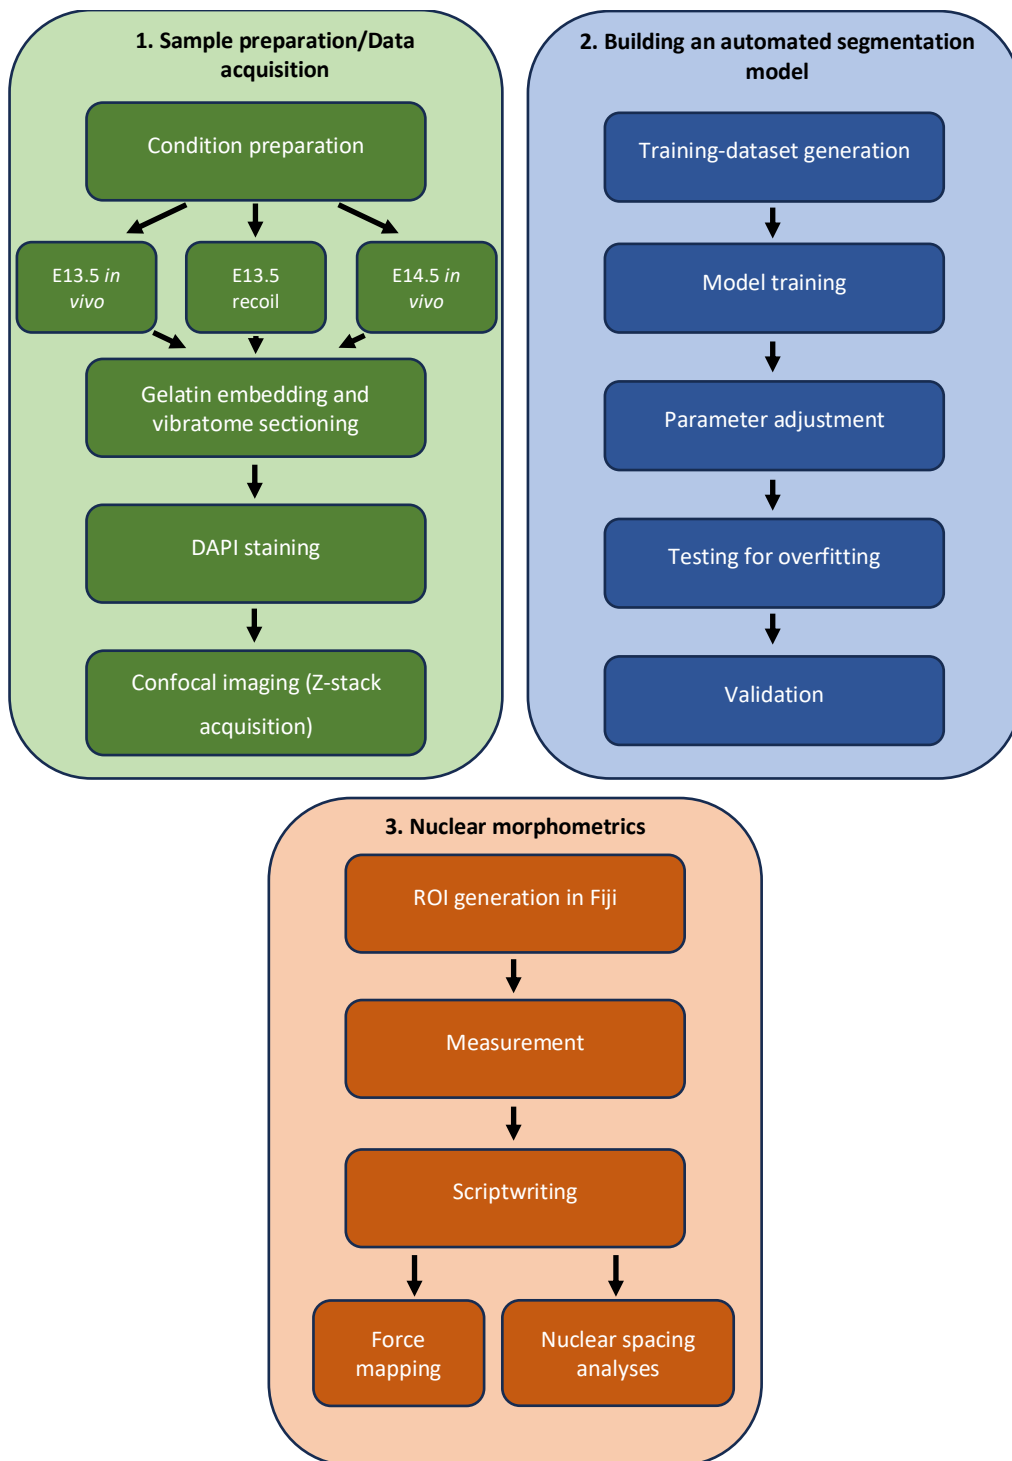 1. Sample preparation/Data
acquisition
Condition preparation
E13.5 in
vivo
E13.5
recoil
E14.5 in
vivo
Gelatin embedding and
vibratome sectioning
DAPI staining
Confocal imaging (Z-stack
acquisition)
2. Building an automated segmentation
model
Training-dataset generation
Model training
Parameter adjustment
Testing for overfitting
Validation
3. Nuclear morphometrics
ROI generation in Fiji
Measurement
Scriptwriting
Force
mapping
Nuclear spacing
analyses